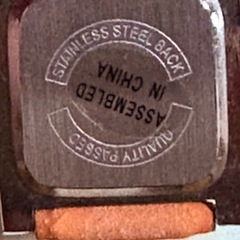 STAINLESS STEEL BACK
ASSEMBLED
IN CHINA
QUALITY PASSED